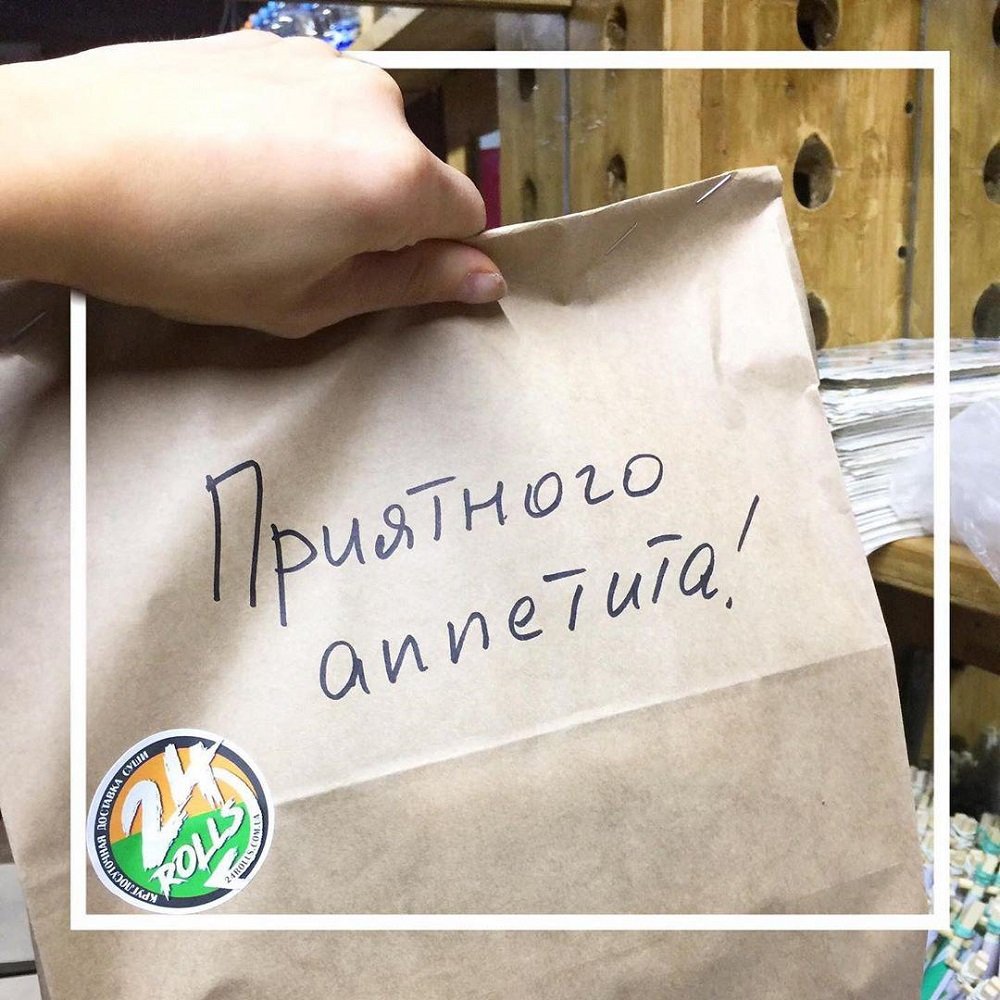 Приятного
аппетита!
КРУГЛОСУТОЧНАЯ ДОСТАВКА СУШИ
24
ROLLS
24ROLLS.COM.UA